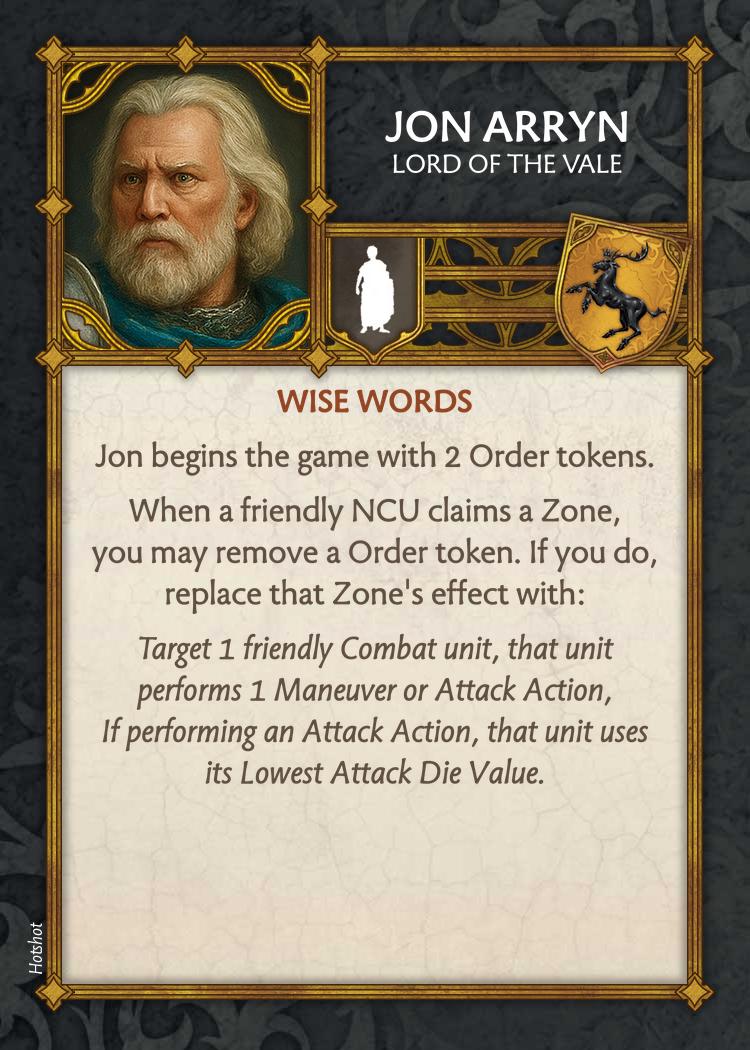 JON ARRYN
LORD OF THE VALE
WISE WORDS
Jon begins the game with 2 Order tokens.
When a friendly NCU claims a Zone,
you may remove a Order token. If you do,
replace that Zone's effect with:
Target 1 friendly Combat unit, that unit
performs 1 Maneuver or Attack Action,
If performing an Attack Action, that unit uses
its Lowest Attack Die Value.
Hotshot